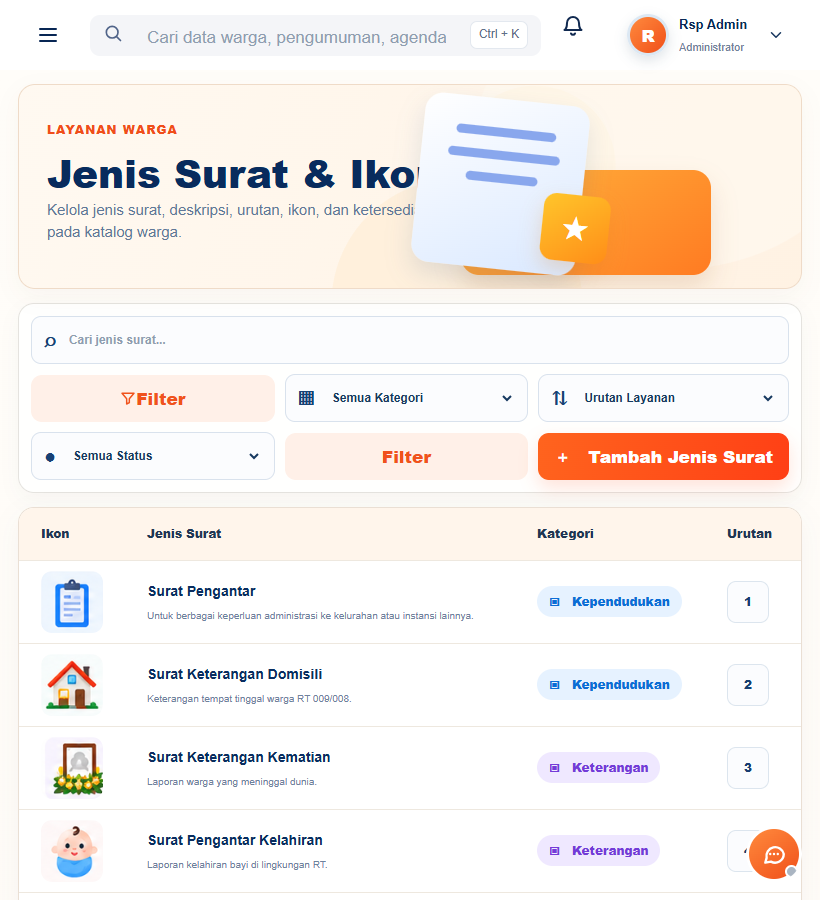 Cari data warga, pengumuman, agenda
Ctrl + K
R
Rsp Admin
Administrator
LAYANAN WARGA
Jenis Surat &
Kelola jenis surat, deskripsi, urutan, ikon, dan
pada katalog warga.
Cari jenis surat...
Filter
Semua Kategori
Urutan Layanan
Semua Status
Filter
+ Tambah Jenis Surat
Ikon Jenis Surat Kategori Urutan
Surat Pengantar
Untuk berbagai keperluan administrasi ke kelurahan atau instansi lainnya.
Kependudukan
1
Surat Keterangan Domisili
Keterangan tempat tinggal warga RT 009/008.
Kependudukan
2
Surat Keterangan Kematian
Laporan warga yang meninggal dunia.
Keterangan
3
Surat Pengantar Kelahiran
Laporan kelahiran bayi di lingkungan RT.
Keterangan